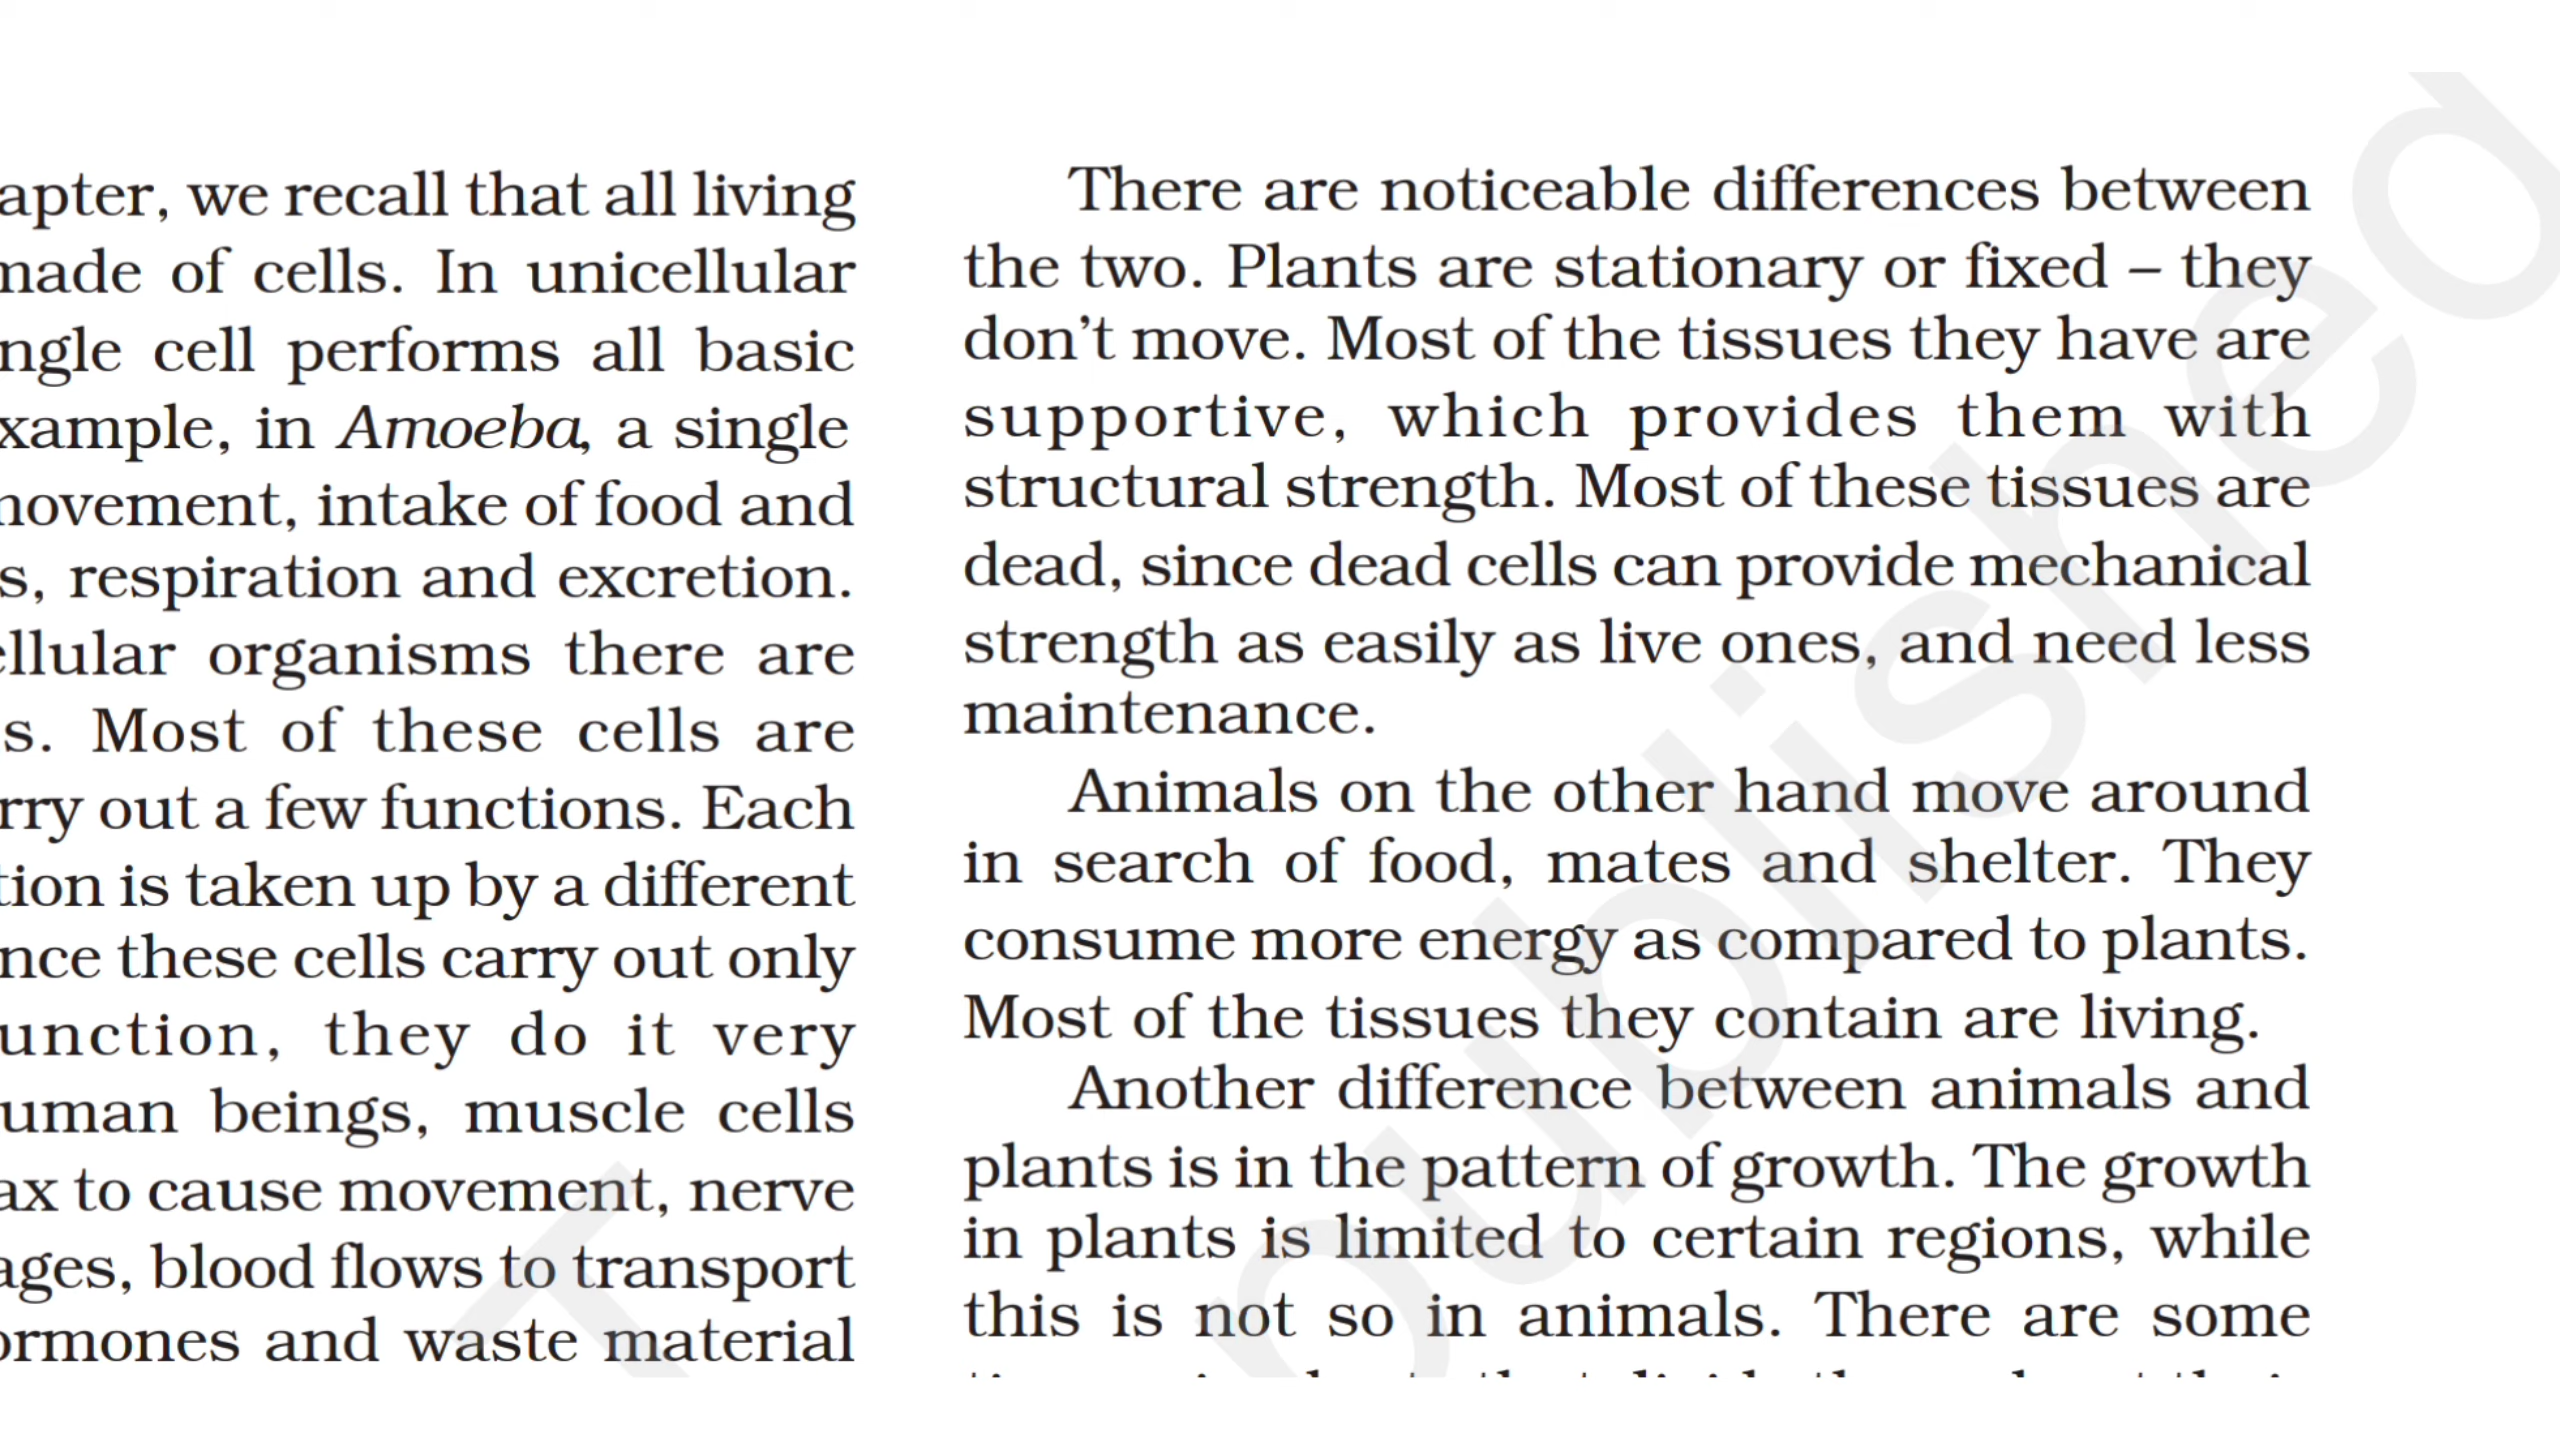 apter, we recall that all living
made of cells. In unicellular
ngle cell performs all basic
xample, in Amoeba, a single
movement, intake of food and
s, respiration and excretion.
ellular organisms there are
s. Most of these cells are
rry out a few functions. Each
tion is taken up by a different
nce these cells carry out only
unction, they do it very
uman beings, muscle cells
ax to cause movement, nerve
ages, blood flows to transport
ormones and waste material
There are noticeable differences between
the two. Plants are stationary or fixed – they
don’t move. Most of the tissues they have are
supportive, which provides them with
structural strength. Most of these tissues are
dead, since dead cells can provide mechanical
strength as easily as live ones, and need less
maintenance.
Animals on the other hand move around
in search of food, mates and shelter. They
consume more energy as compared to plants.
Most of the tissues they contain are living.
Another difference between animals and
plants is in the pattern of growth. The growth
in plants is limited to certain regions, while
this is not so in animals. There are some
published